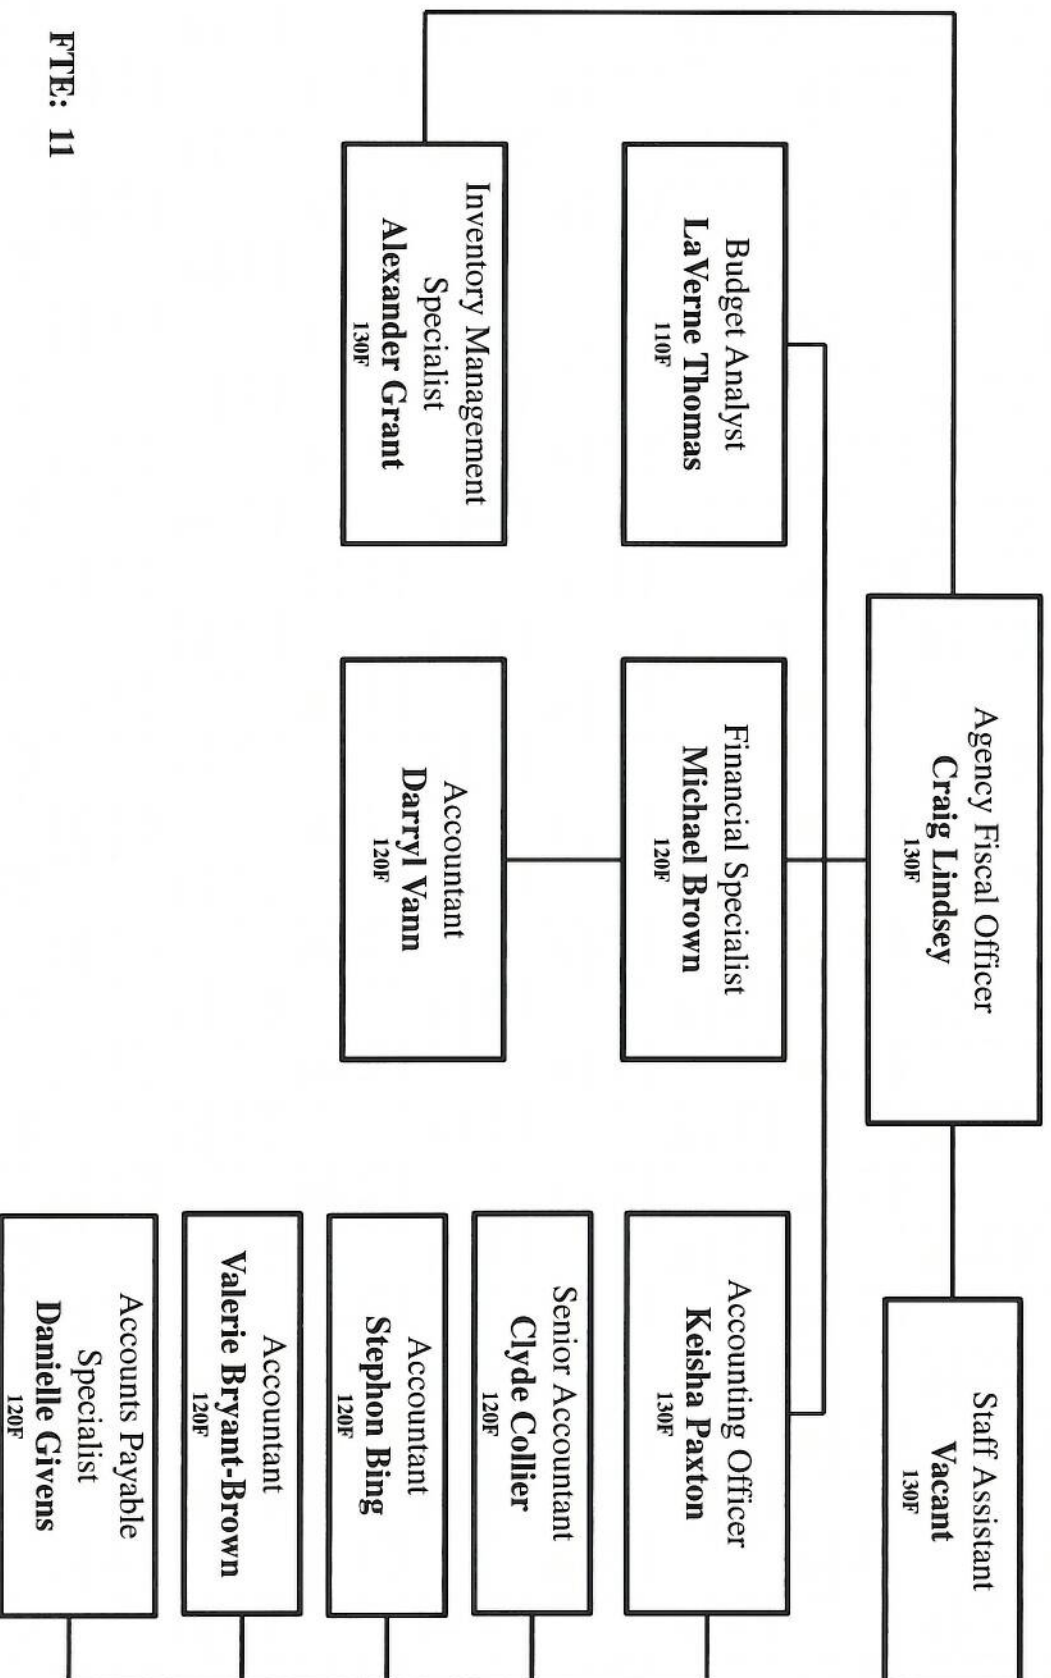 Agency Fiscal Officer
Craig Lindsey
130F
Staff Assistant
Vacant
130F
Budget Analyst
LaVerne Thomas
110F
Financial Specialist
Michael Brown
120F
Accounting Officer
Keisha Paxton
130F
Inventory Management
Specialist
Alexander Grant
130F
Accountant
Darryl Vann
120F
Senior Accountant
Clyde Collier
120F
Accountant
Stephon Bing
120F
Accountant
Valerie Bryant-Brown
120F
Accounts Payable
Specialist
Danielle Givens
120F
FTE: 11